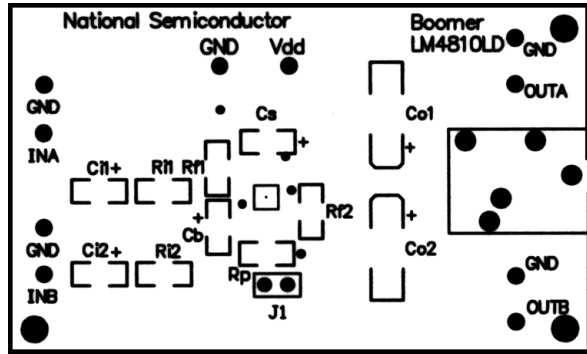 National Semiconductor
Boomer
LM4810LD
GND
Vdd
GND
OUTA
GND
INA
Cs
Co1
Ci1+
Ri1
Rf1
+
+
+
+
Rf2
Cb
Co2
GND
Ci2+
Ri2
Rp
GND
INB
J1
OUTB